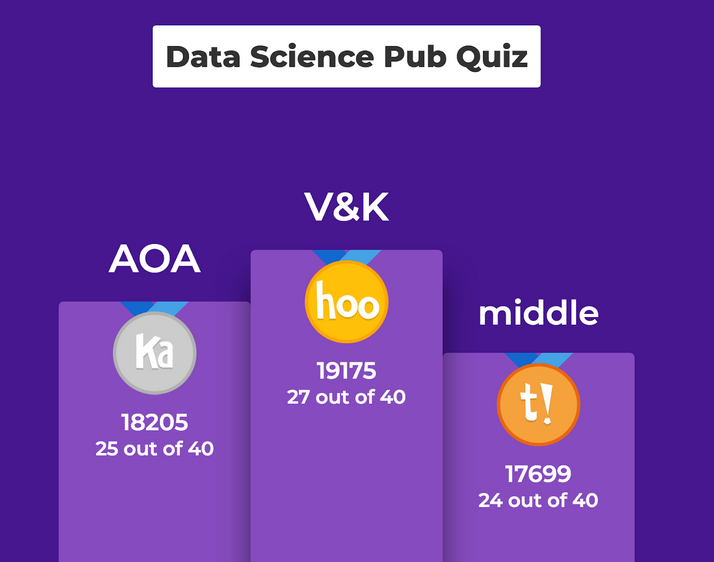 Data Science Pub Quiz
V&K
AOA
middle
hoo
Ka
t!
19175
27 out of 40
18205
25 out of 40
17699
24 out of 40